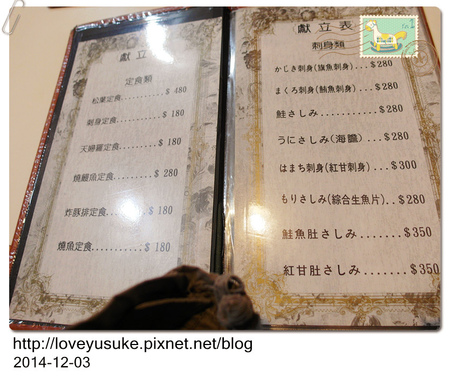 献立
定食類
松葉定食..........$ 480
刺身定食..........$ 180
天婦羅定食.........$ 180
燒鰻魚定食.........$ 280
炸豚排定食.........$ 180
燒魚定食...........$ 180
献立表
刺身類
かじき刺身(旗魚刺身)...$280
まくろ刺身(鮪魚刺身)...$280
鮭さしみ............$280
うにさしみ(海膽).....$280
はまち刺身(紅甘刺身)...$300
もりさしみ(綜合生魚片)..$280
鮭魚肚さしみ.......$350
紅甘肚さしみ.......$350
http://loveyusuke.pixnet.net/blog
2014-12-03